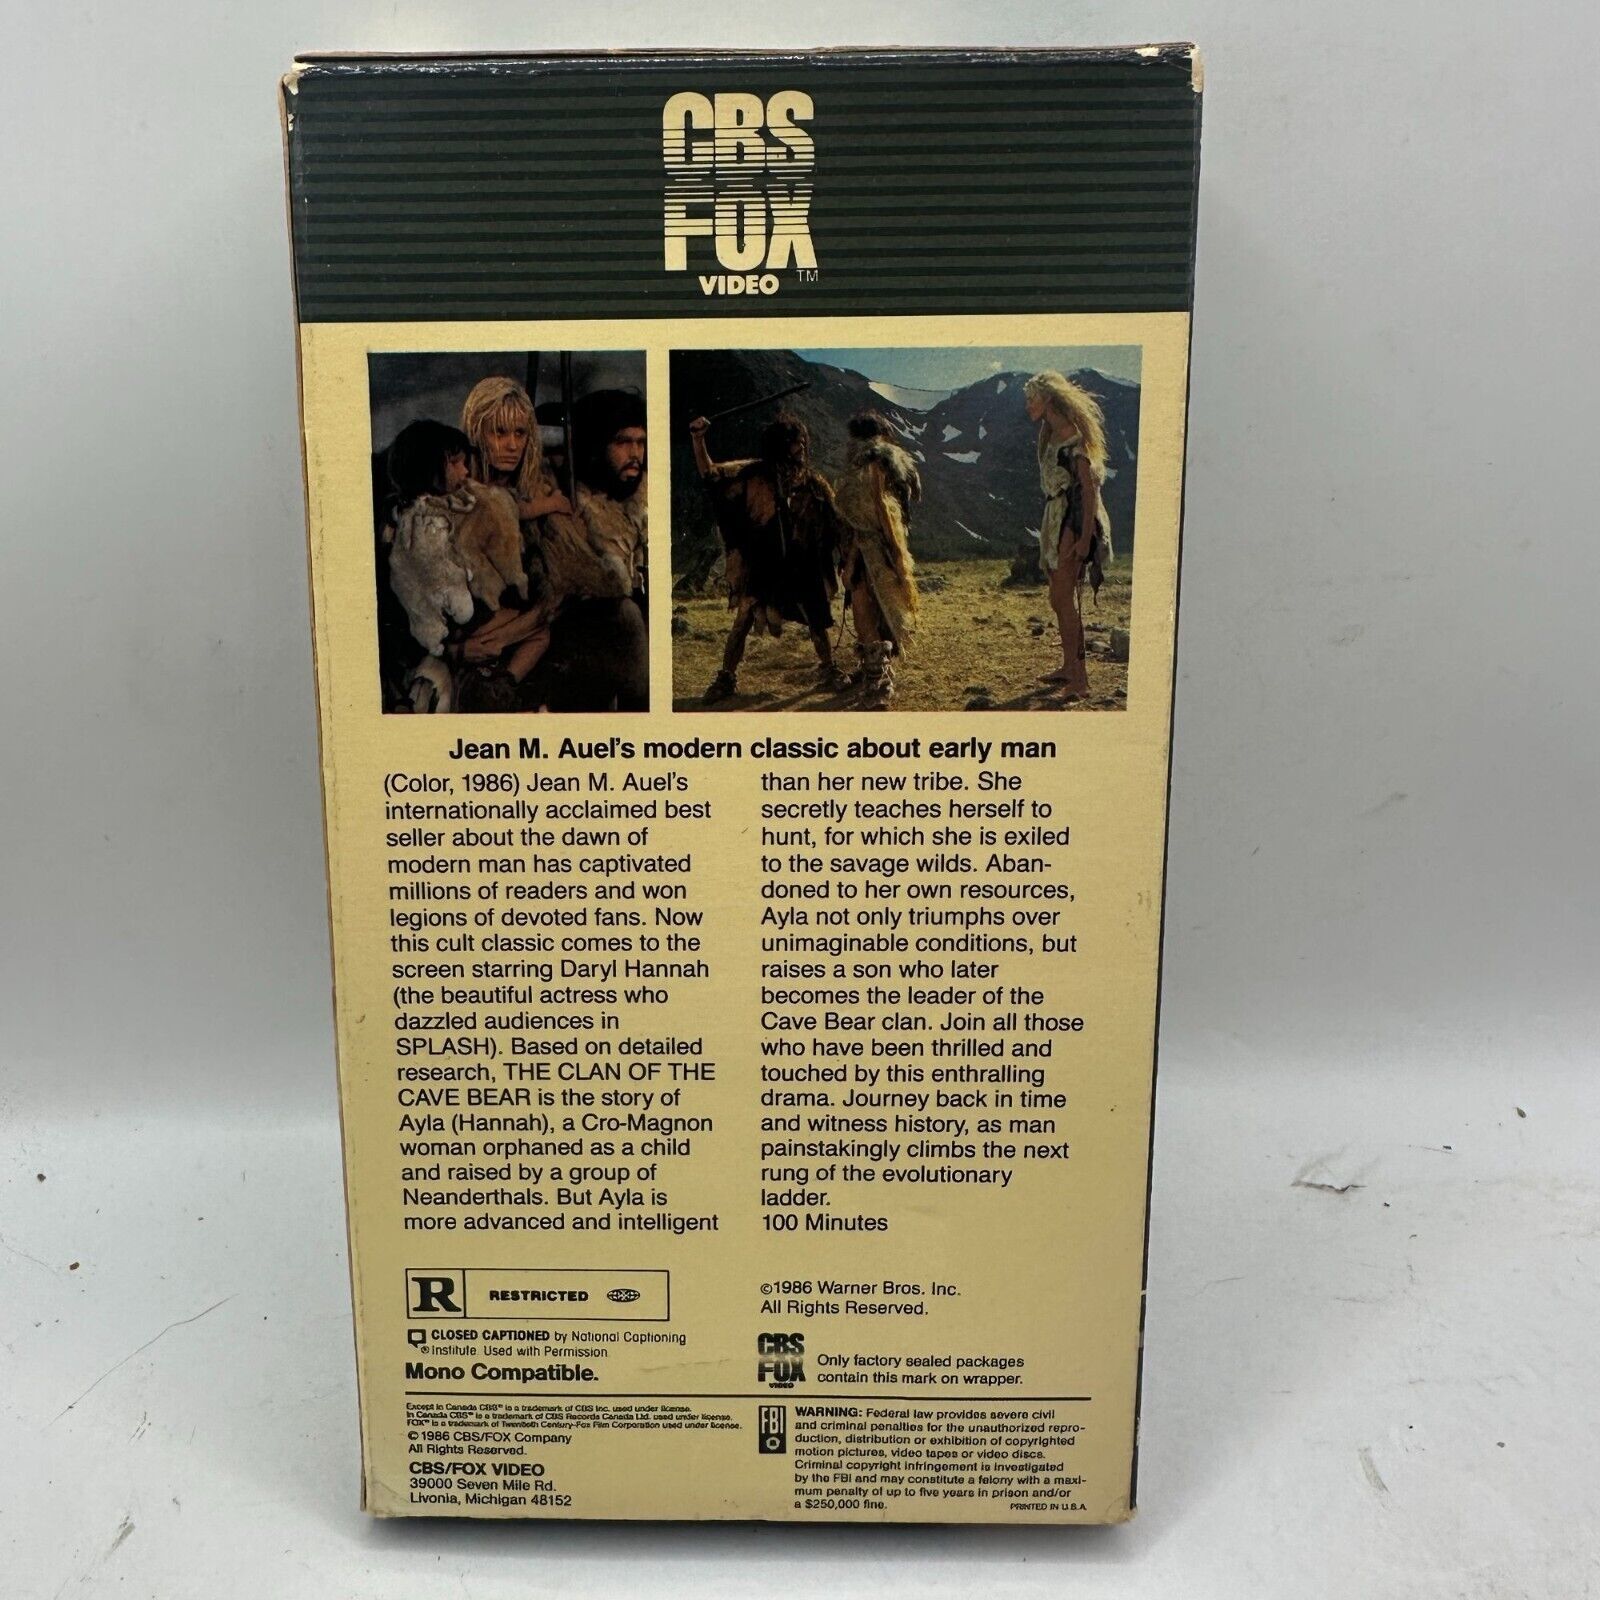 CBS
FOX
VIDEO TM
Jean M. Auel's modern classic about early man
(Color, 1986) Jean M. Auel's
internationally acclaimed best
seller about the dawn of
modern man has captivated
millions of readers and won
legions of devoted fans. Now
this cult classic comes to the
screen starring Daryl Hannah
(the beautiful actress who
dazzled audiences in
SPLASH). Based on detailed
research, THE CLAN OF THE
CAVE BEAR is the story of
Ayla (Hannah), a Cro-Magnon
woman orphaned as a child
and raised by a group of
Neanderthals. But Ayla is
more advanced and intelligent
than her new tribe. She
secretly teaches herself to
hunt, for which she is exiled
to the savage wilds. Aban-
doned to her own resources,
Ayla not only triumphs over
unimaginable conditions, but
raises a son who later
becomes the leader of the
Cave Bear clan. Join all those
who have been thrilled and
touched by this enthralling
drama. Journey back in time
and witness history, as man
painstakingly climbs the next
rung of the evolutionary
ladder.
100 Minutes
R RESTRICTED
CLOSED CAPTIONED by National Captioning
® Institute. Used with Permission
Mono Compatible.
©1986 Warner Bros. Inc.
All Rights Reserved.
CBS
FOX
VIDEO
Only factory sealed packages
contain this mark on wrapper.
Except in Canada CBS™ is a trademark of CBS Inc. used under license.
In Canada CBS™ is a trademark of CBS Records Canada Ltd. used under license.
FOX™ is a trademark of Twentieth Century-Fox Film Corporation used under license.
© 1986 CBS/FOX Company
All Rights Reserved.
CBS/FOX VIDEO
39000 Seven Mile Rd.
Livonia, Michigan 48152
FBI
WARNING: Federal law provides severe civil
and criminal penalties for the unauthorized repro-
duction, distribution or exhibition of copyrighted
motion pictures, video tapes or video discs.
Criminal copyright infringement is investigated
by the FBI and may constitute a felony with a maxi-
mum penalty of up to five years in prison and/or
a $250,000 fine.
PRINTED IN U.S.A.